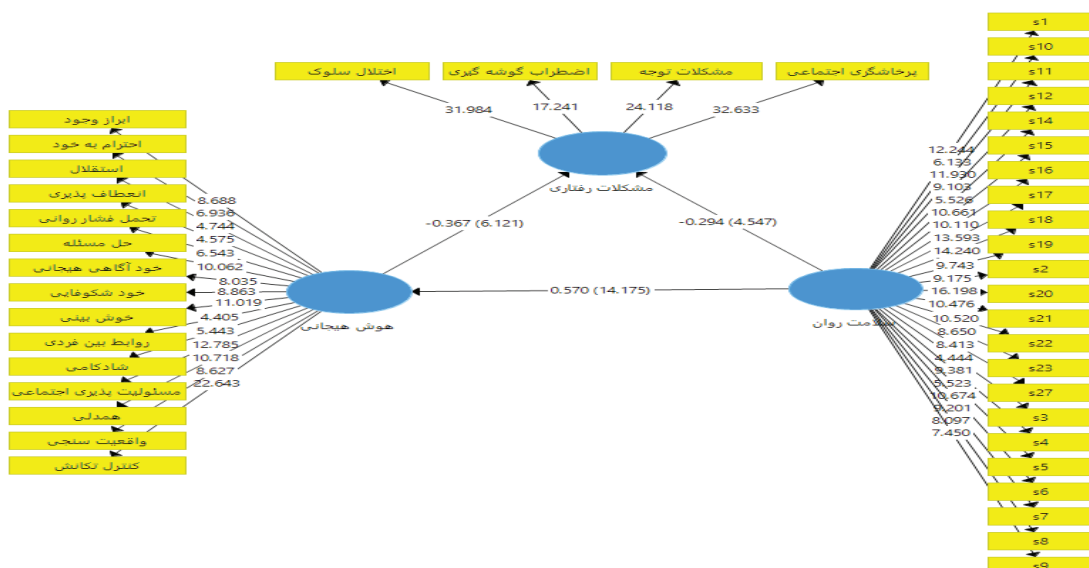 اختلال سلوک
اضطراب گوشه گیری
مشکلات توجه
پرخاشگری اجتماعی
31.984
17.241
24.118
32.633
مشکلات رفتاری
-0.367 (6.121)
-0.294 (4.547)
0.570 (14.175)
هوش هیجانی
سلامت روان
ابراز وجود
احترام به خود
استقلال
انعطاف پذیری
تحمل فشار روانی
حل مسئله
خود آگاهی هیجانی
خود شکوفایی
خوش بینی
روابط بین فردی
شادکامی
مسئولیت پذیری اجتماعی
همدلی
واقعیت سنجی
کنترل تکانش
8.688
6.936
4.744
4.575
6.543
10.062
8.035
8.863
11.019
4.405
5.443
12.785
10.718
8.627
22.643
12.244
6.133
11.930
9.103
5.526
10.661
10.110
13.593
14.240
9.743
9.175
16.198
10.476
10.520
8.650
8.413
4.444
9.381
5.523
10.674
9.201
8.097
7.450
s1
s10
s11
s12
s14
s15
s16
s17
s18
s19
s2
s20
s21
s22
s23
s27
s3
s4
s5
s6
s7
s8
s9